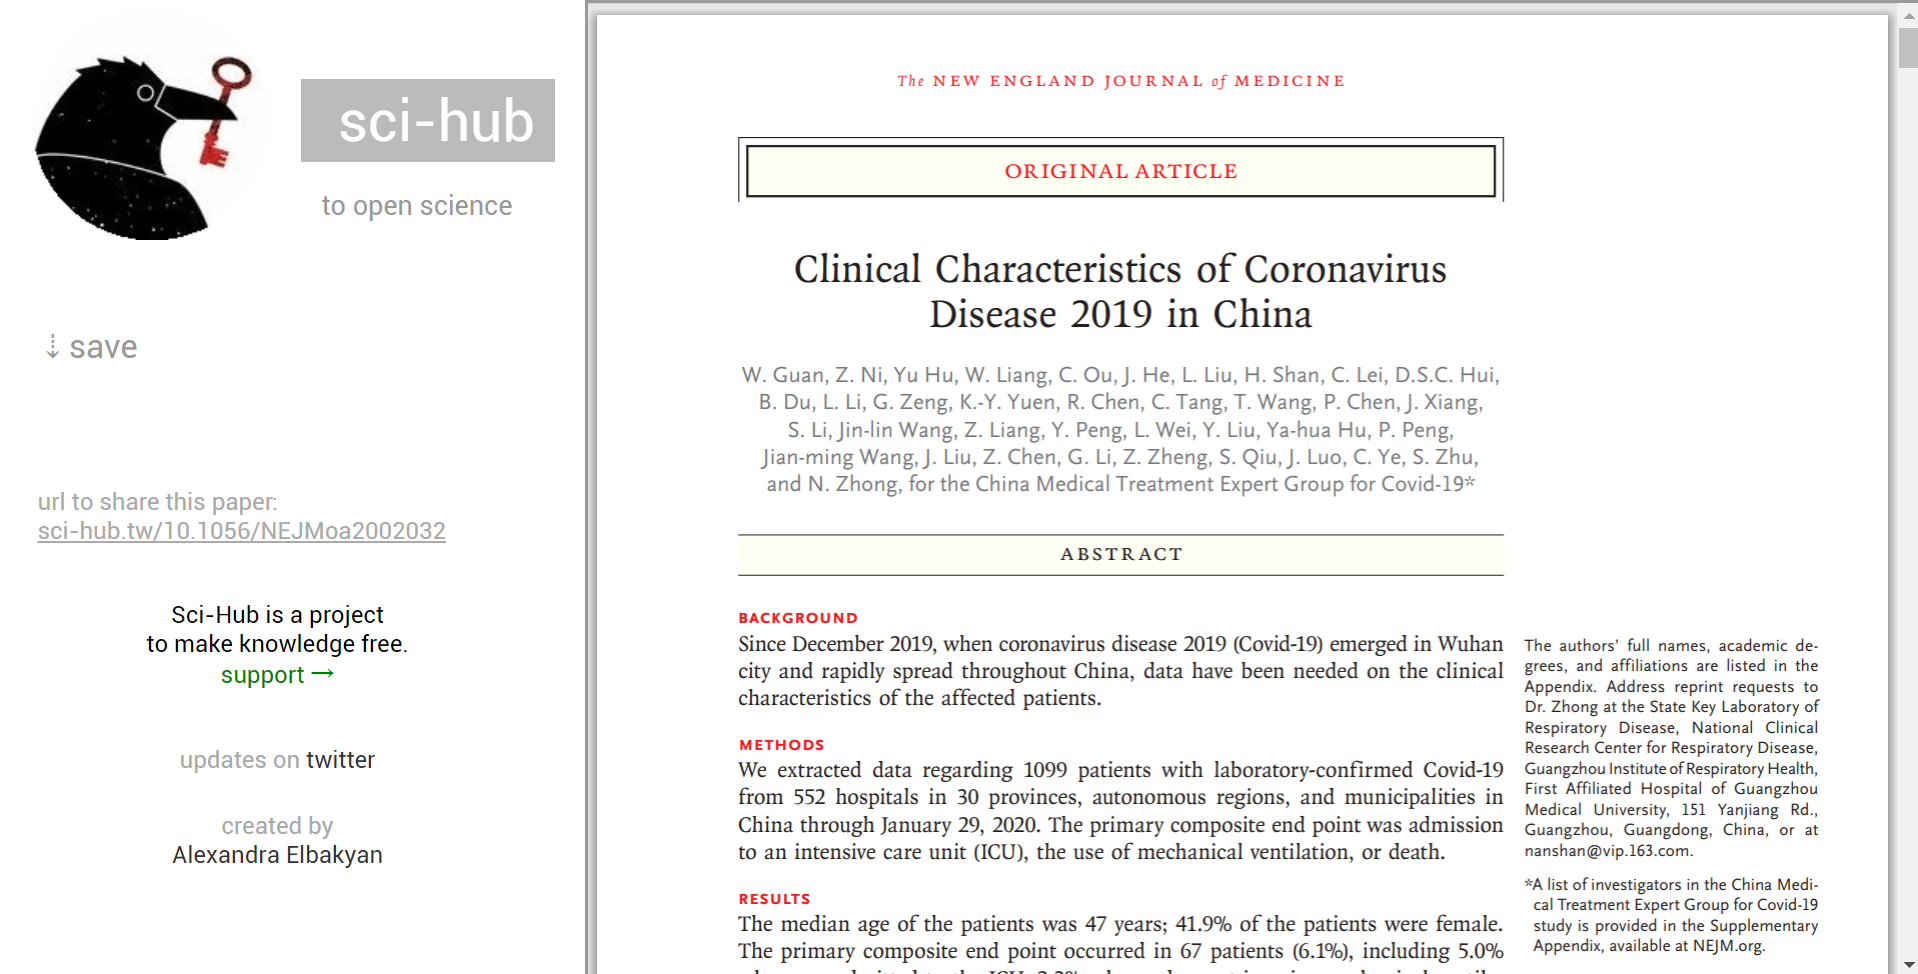 sci-hub
to open science
⇣ save
url to share this paper:
sci-hub.tw/10.1056/NEJMoa2002032
Sci-Hub is a project
to make knowledge free.
support →
updates on twitter
created by
Alexandra Elbakyan
The NEW ENGLAND JOURNAL of MEDICINE
ORIGINAL ARTICLE
Clinical Characteristics of Coronavirus
Disease 2019 in China
W. Guan, Z. Ni, Yu Hu, W. Liang, C. Ou, J. He, L. Liu, H. Shan, C. Lei, D.S.C. Hui,
B. Du, L. Li, G. Zeng, K.-Y. Yuen, R. Chen, C. Tang, T. Wang, P. Chen, J. Xiang,
S. Li, Jin-lin Wang, Z. Liang, Y. Peng, L. Wei, Y. Liu, Ya-hua Hu, P. Peng,
Jian-ming Wang, J. Liu, Z. Chen, G. Li, Z. Zheng, S. Qiu, J. Luo, C. Ye, S. Zhu,
and N. Zhong, for the China Medical Treatment Expert Group for Covid-19*
ABSTRACT
BACKGROUND
Since December 2019, when coronavirus disease 2019 (Covid-19) emerged in Wuhan
city and rapidly spread throughout China, data have been needed on the clinical
characteristics of the affected patients.
METHODS
We extracted data regarding 1099 patients with laboratory-confirmed Covid-19
from 552 hospitals in 30 provinces, autonomous regions, and municipalities in
China through January 29, 2020. The primary composite end point was admission
to an intensive care unit (ICU), the use of mechanical ventilation, or death.
RESULTS
The median age of the patients was 47 years; 41.9% of the patients were female.
The primary composite end point occurred in 67 patients (6.1%), including 5.0%
The authors' full names, academic de-
grees, and affiliations are listed in the
Appendix. Address reprint requests to
Dr. Zhong at the State Key Laboratory of
Respiratory Disease, National Clinical
Research Center for Respiratory Disease,
Guangzhou Institute of Respiratory Health,
First Affiliated Hospital of Guangzhou
Medical University, 151 Yanjiang Rd.,
Guangzhou, Guangdong, China, or at
nanshan@vip.163.com.
*A list of investigators in the China Medi-
cal Treatment Expert Group for Covid-19
study is provided in the Supplementary
Appendix, available at NEJM.org.